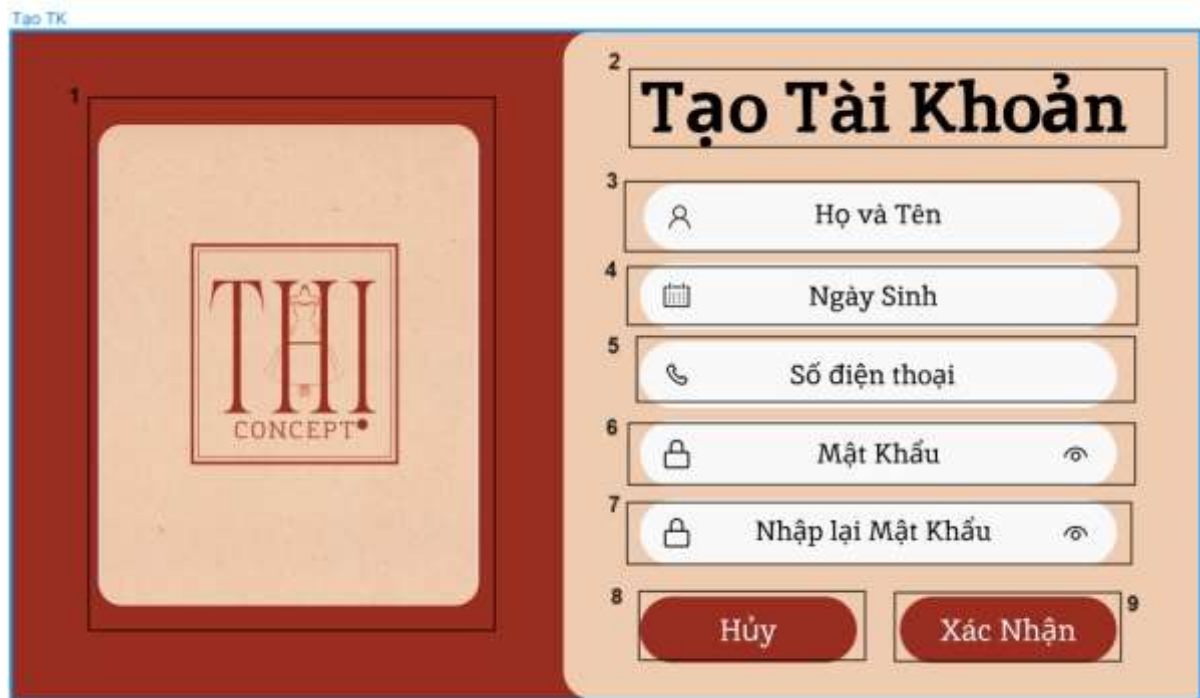 Tạo TK
1
THỊ
CONCEPT
2
Tạo Tài Khoản
3
Họ và Tên
4
Ngày Sinh
5
Số điện thoại
6
Mật Khẩu
7
Nhập lại Mật Khẩu
8
Hủy
Xác Nhận
9